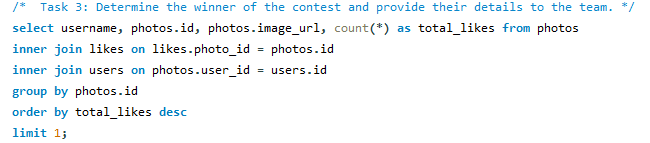 /*  Task 3: Determine the winner of the contest and provide their details to the team. */
select username, photos.id, photos.image_url, count(*) as total_likes from photos
inner join likes on likes.photo_id = photos.id
inner join users on photos.user_id = users.id
group by photos.id
order by total_likes desc
limit 1;